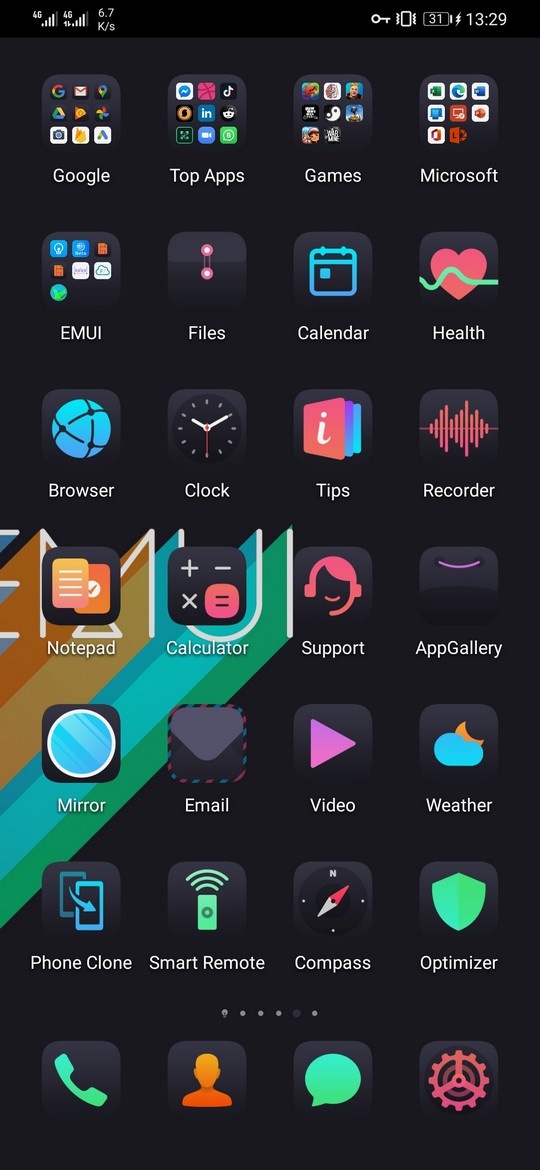 4G 4G 6.7 K/s 31 13:29
Google Top Apps Games Microsoft
EMUI Files Calendar Health
Browser Clock Tips Recorder
EMUI
Notepad Calculator Support AppGallery
Mirror Email Video Weather
N
Phone Clone Smart Remote Compass Optimizer